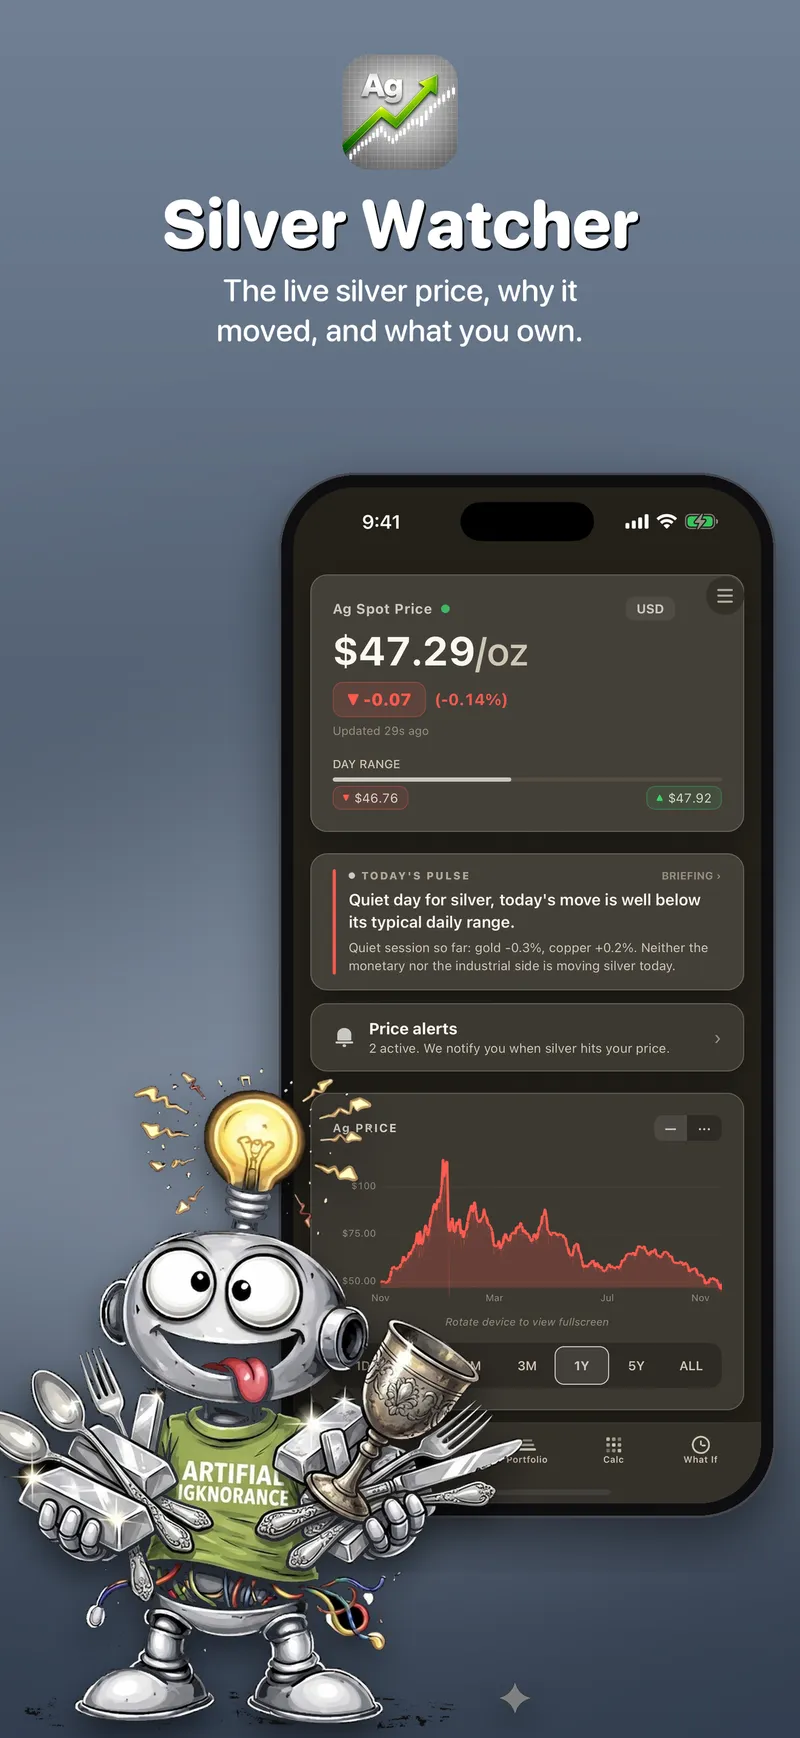 Ag
Silver Watcher
The live silver price, why it
moved, and what you own.
9:41
Ag Spot Price
USD
$47.29/oz
▼ -0.07 (-0.14%)
Updated 29s ago
DAY RANGE
▼ $46.76
▲ $47.92
TODAY'S PULSE
BRIEFING ›
Quiet day for silver, today's move is well below
its typical daily range.
Quiet session so far: gold -0.3%, copper +0.2%. Neither the
monetary nor the industrial side is moving silver today.
Price alerts
2 active. We notify you when silver hits your price.
Ag PRICE
$100
$75.00
$50.00
Nov Mar Jul Nov
Rotate device to view fullscreen
3M 1Y 5Y ALL
Portfolio Calc What If
ARTIFIAL
IGKNORANCE